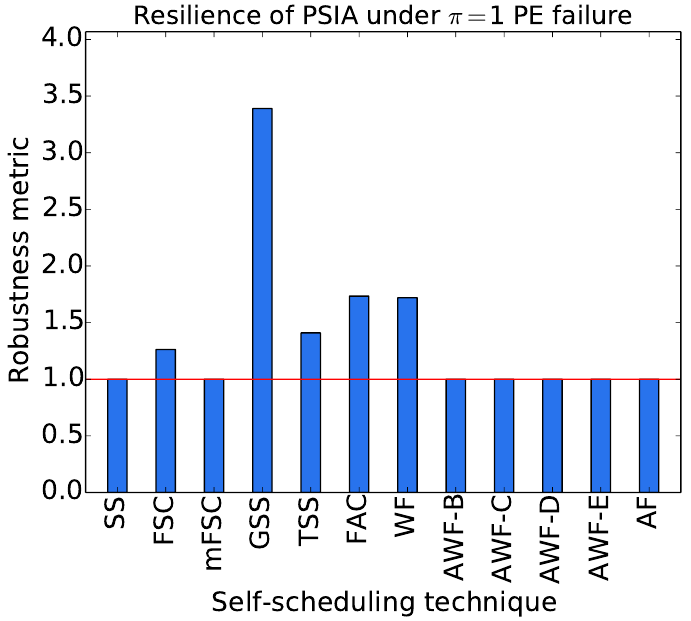 Resilience of PSIA under π=1 PE failure
Robustness metric
4.0
3.5
3.0
2.5
2.0
1.5
1.0
0.5
0.0
SS
FSC
mFSC
GSS
TSS
FAC
WF
AWF-B
AWF-C
AWF-D
AWF-E
AF
Self-scheduling technique